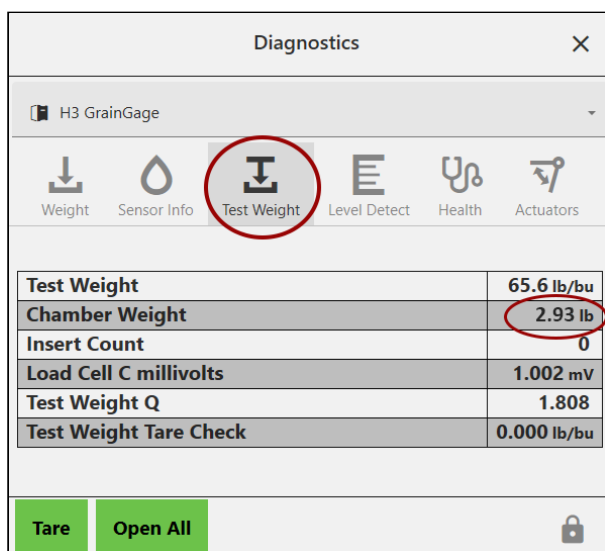 Diagnostics
H3 GrainGage
Weight Sensor Info Test Weight Level Detect Health Actuators
Test Weight 65.6 lb/bu
Chamber Weight 2.93 lb
Insert Count 0
Load Cell C millivolts 1.002 mV
Test Weight Q 1.808
Test Weight Tare Check 0.000 lb/bu
Tare Open All